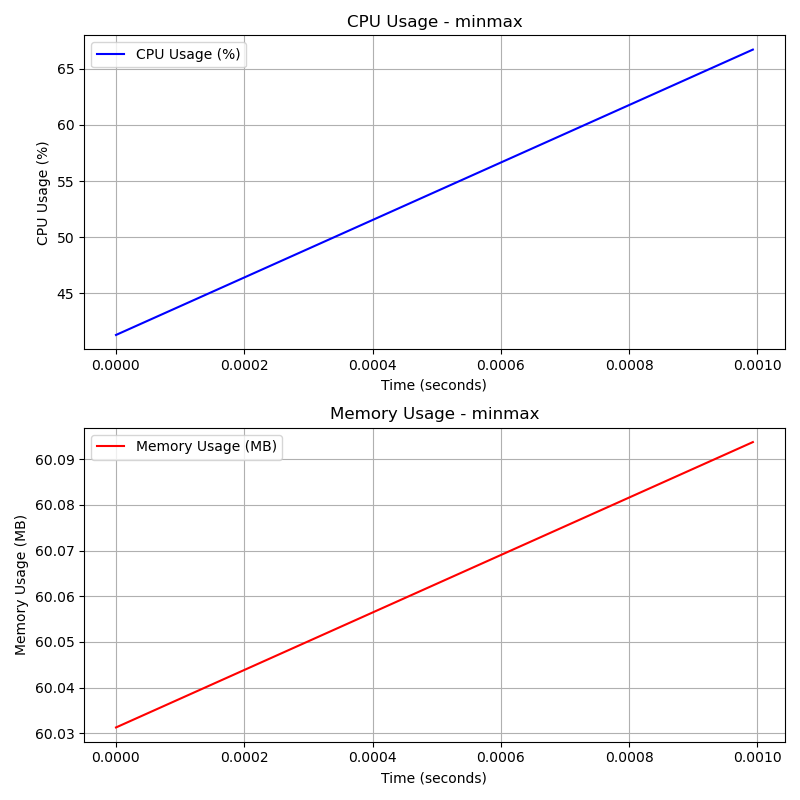 CPU Usage - minmax
CPU Usage (%)
65
60
55
50
45
CPU Usage (%)
0.0000 0.0002 0.0004 0.0006 0.0008 0.0010
Time (seconds)
Memory Usage - minmax
Memory Usage (MB)
60.09
60.08
60.07
60.06
60.05
60.04
60.03
Memory Usage (MB)
0.0000 0.0002 0.0004 0.0006 0.0008 0.0010
Time (seconds)